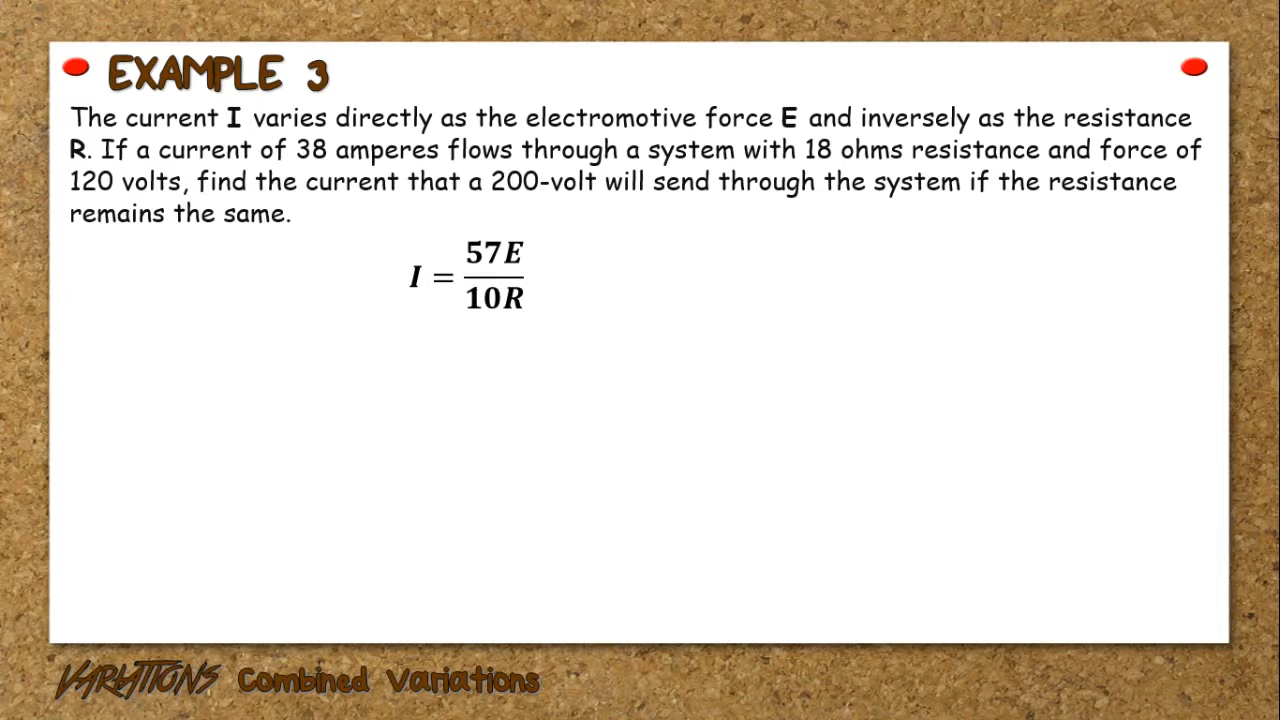 EXAMPLE 3
The current I varies directly as the electromotive force E and inversely as the resistance
R. If a current of 38 amperes flows through a system with 18 ohms resistance and force of
120 volts, find the current that a 200-volt will send through the system if the resistance
remains the same.
I = 57E/10R
VARIATIONS Combined Variations